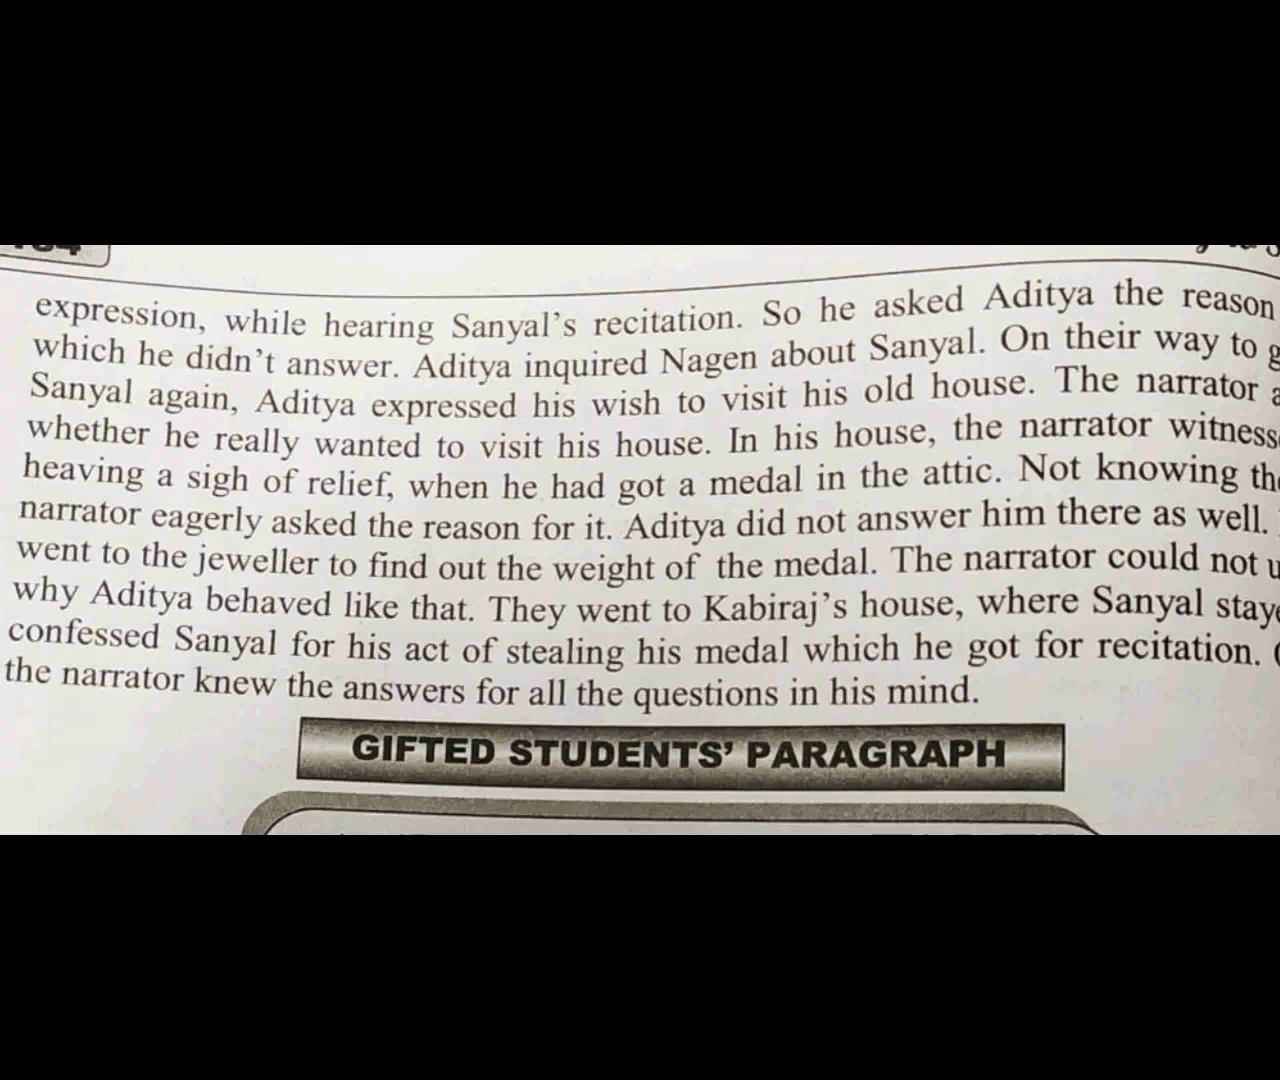 expression, while hearing Sanyal's recitation. So he asked Aditya the reason
which he didn't answer. Aditya inquired Nagen about Sanyal. On their way to
Sanyal again, Aditya expressed his wish to visit his old house. The narrator
whether he really wanted to visit his house. In his house, the narrator
heaving a sigh of relief, when he had got a medal in the attic. Not knowing
narrator eagerly asked the reason for it. Aditya did not answer him there as well.
went to the jeweller to find out the weight of the medal. The narrator could not
why Aditya behaved like that. They went to Kabiraj's house, where Sanyal
confessed Sanyal for his act of stealing his medal which he got for recitation.
the narrator knew the answers for all the questions in his mind.
GIFTED STUDENTS' PARAGRAPH